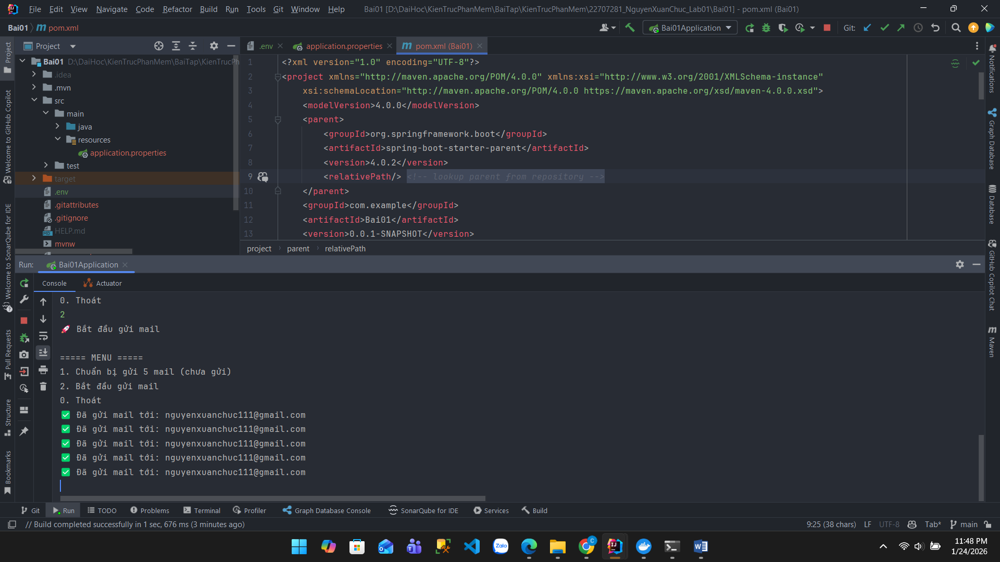 File Edit View Navigate Code Refactor Build Run Tools Git Window Help Bai01 [D:\DaiHoc\KienTrucPhanMem\BaiTap\KienTrucPhanMem\22707281_NguyenXuanChuc_Lab01\Bai01] - pom.xml (Bai01)
Bai01 pom.xml
Bai01Application
Git:
Project
.env
application.properties
pom.xml (Bai01)
Bai01 D:\DaiHoc\KienTrucPhanMem\BaiTap\KienTrucPh
.idea
.mvn
src
main
java
resources
application.properties
test
target
.env
.gitattributes
.gitignore
HELP.md
mvnw
1 <?xml version="1.0" encoding="UTF-8"?>
2 <project xmlns="http://maven.apache.org/POM/4.0.0" xmlns:xsi="http://www.w3.org/2001/XMLSchema-instance"
3 xsi:schemaLocation="http://maven.apache.org/POM/4.0.0 https://maven.apache.org/xsd/maven-4.0.0.xsd">
4 <modelVersion>4.0.0</modelVersion>
5 <parent>
6 <groupId>org.springframework.boot</groupId>
7 <artifactId>spring-boot-starter-parent</artifactId>
8 <version>4.0.2</version>
9 <relativePath/> <!-- lookup parent from repository -->
10 </parent>
11 <groupId>com.example</groupId>
12 <artifactId>Bai01</artifactId>
13 <version>0.0.1-SNAPSHOT</version>
project parent relativePath
Run: Bai01Application
Console Actuator
0. Thoát
2
🚀 Bắt đầu gửi mail
===== MENU =====
1. Chuẩn bị gửi 5 mail (chưa gửi)
2. Bắt đầu gửi mail
0. Thoát
✅ Đã gửi mail tới: nguyenxuanchuc111@gmail.com
✅ Đã gửi mail tới: nguyenxuanchuc111@gmail.com
✅ Đã gửi mail tới: nguyenxuanchuc111@gmail.com
✅ Đã gửi mail tới: nguyenxuanchuc111@gmail.com
✅ Đã gửi mail tới: nguyenxuanchuc111@gmail.com
Project
Welcome to GitHub Copilot
Welcome to SonarQube for IDE
Pull Requests
Structure
Bookmarks
Notifications
Graph Database
Database
GitHub Copilot Chat
Maven
Git Run TODO Problems Terminal Profiler Graph Database Console SonarQube for IDE Services Build
// Build completed successfully in 1 sec, 676 ms (3 minutes ago)
9:25 (38 chars) LF UTF-8 Tab* main
Zalo
11:48 PM
1/24/2026